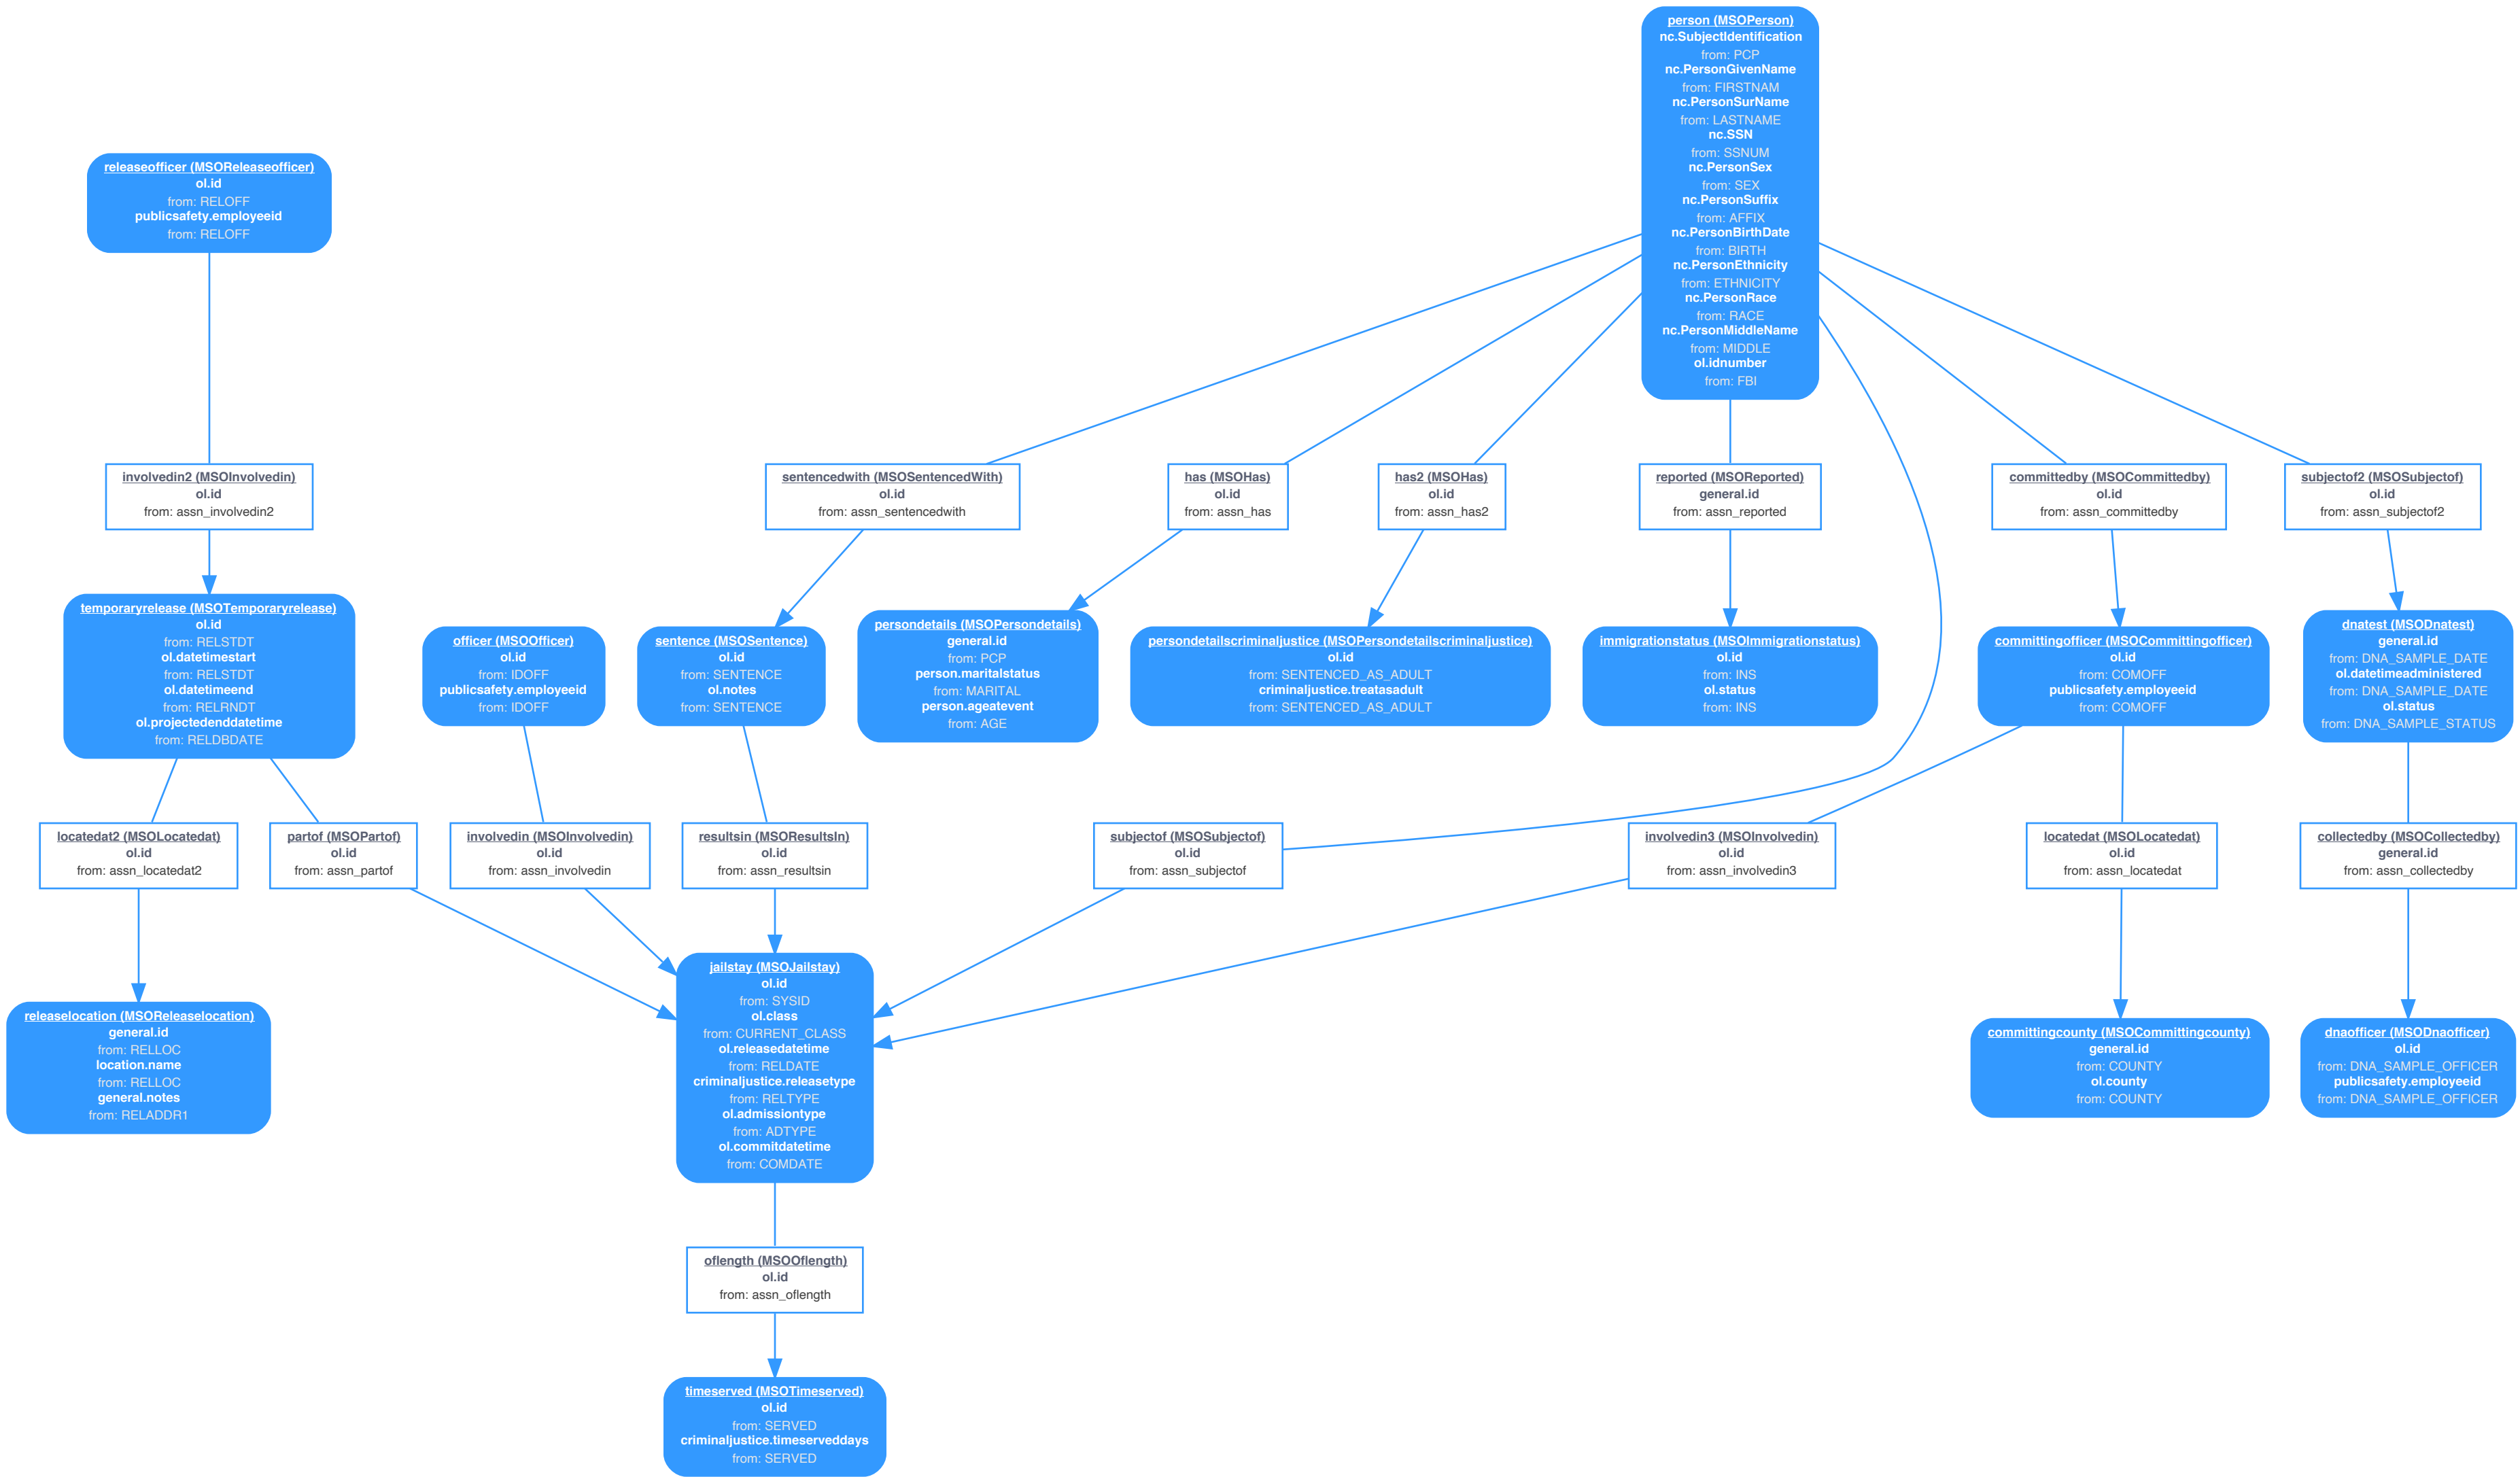 person (MSOPerson)
nc.SubjectIdentification
from: PCP
nc.PersonGivenName
from: FIRSTNAM
nc.PersonSurName
from: LASTNAME
nc.SSN
from: SSNUM
nc.PersonSex
from: SEX
nc.PersonSuffix
from: AFFIX
nc.PersonBirthDate
from: BIRTH
nc.PersonEthnicity
from: ETHNICITY
nc.PersonRace
from: RACE
nc.PersonMiddleName
from: MIDDLE
ol.idnumber
from: FBI
releaseofficer (MSOReleaseofficer)
ol.id
from: RELOFF
publicsafety.employeeid
from: RELOFF
involvedin2 (MSOInvolvedin)
ol.id
from: assn_involvedin2
sentencedwith (MSOSentencedWith)
ol.id
from: assn_sentencedwith
has (MSOHas)
ol.id
from: assn_has
has2 (MSOHas)
ol.id
from: assn_has2
reported (MSOReported)
general.id
from: assn_reported
committedby (MSOCommittedby)
ol.id
from: assn_committedby
subjectof2 (MSOSubjectof)
ol.id
from: assn_subjectof2
temporaryrelease (MSOTemporaryrelease)
ol.id
from: RELSTDT
ol.datetimestart
from: RELSTDT
ol.datetimeend
from: RELRNDT
ol.projectedenddatetime
from: RELDBDATE
officer (MSOOfficer)
ol.id
from: IDOFF
publicsafety.employeeid
from: IDOFF
sentence (MSOSentence)
ol.id
from: SENTENCE
ol.notes
from: SENTENCE
persondetails (MSOPersondetails)
general.id
from: PCP
person.maritalstatus
from: MARITAL
person.ageatevent
from: AGE
persondetailscriminaljustice (MSOPersondetailscriminaljustice)
ol.id
from: SENTENCED_AS_ADULT
criminaljustice.treatasadult
from: SENTENCED_AS_ADULT
immigrationstatus (MSOImmigrationstatus)
ol.id
from: INS
ol.status
from: INS
committingofficer (MSOCommittingofficer)
ol.id
from: COMOFF
publicsafety.employeeid
from: COMOFF
dnatest (MSODnatest)
general.id
from: DNA_SAMPLE_DATE
ol.datetimeadministered
from: DNA_SAMPLE_DATE
ol.status
from: DNA_SAMPLE_STATUS
locatedat2 (MSOLocatedat)
ol.id
from: assn_locatedat2
partof (MSOPartof)
ol.id
from: assn_partof
involvedin (MSOInvolvedin)
ol.id
from: assn_involvedin
resultsin (MSOResultsIn)
ol.id
from: assn_resultsin
subjectof (MSOSubjectof)
ol.id
from: assn_subjectof
involvedin3 (MSOInvolvedin)
ol.id
from: assn_involvedin3
locatedat (MSOLocatedat)
ol.id
from: assn_locatedat
collectedby (MSOCollectedby)
general.id
from: assn_collectedby
releaselocation (MSOReleaselocation)
general.id
from: RELLOC
location.name
from: RELLOC
general.notes
from: RELADDR1
jailstay (MSOJailstay)
ol.id
from: SYSID
ol.class
from: CURRENT_CLASS
ol.releasedatetime
from: RELDATE
criminaljustice.releasetype
from: RELTYPE
ol.admissiontype
from: ADTYPE
ol.commitdatetime
from: COMDATE
committingcounty (MSOCommittingcounty)
general.id
from: COUNTY
ol.county
from: COUNTY
dnaofficer (MSODnaofficer)
ol.id
from: DNA_SAMPLE_OFFICER
publicsafety.employeeid
from: DNA_SAMPLE_OFFICER
oflength (MSOOflength)
ol.id
from: assn_oflength
timeserved (MSOTimeserved)
ol.id
from: SERVED
criminaljustice.timeserveddays
from: SERVED